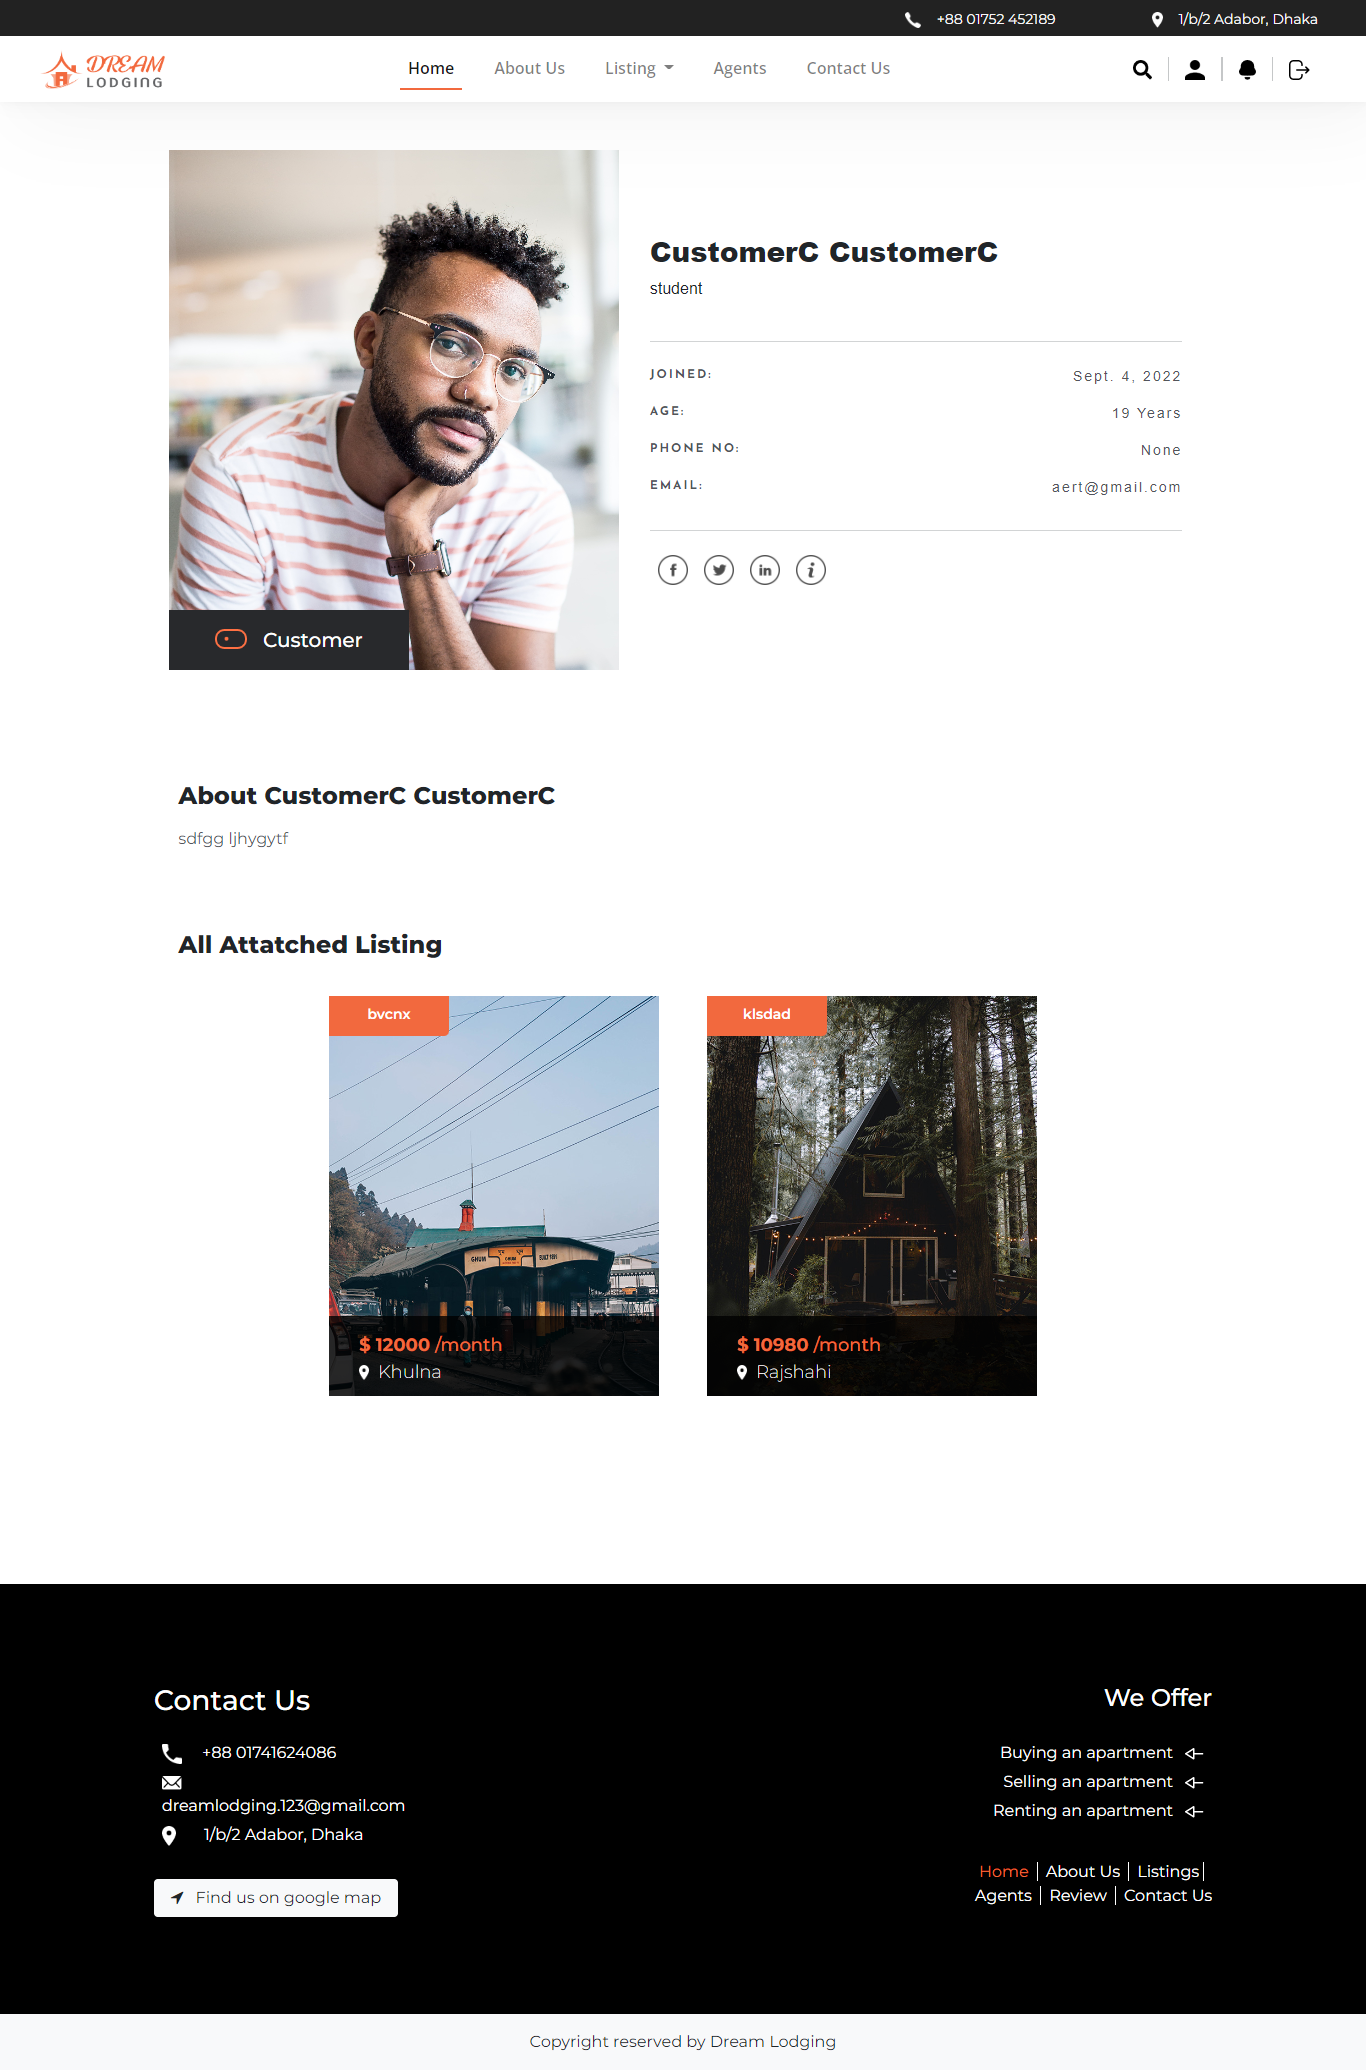 +88 01752 452189
1/b/2 Adabor, Dhaka
DREAM
LODGING
Home
About Us
Listing
Agents
Contact Us
CustomerC CustomerC
student
JOINED:
Sept. 4, 2022
AGE:
19 Years
PHONE NO:
None
EMAIL:
aert@gmail.com
Customer
About CustomerC CustomerC
sdfgg ljhygytf
All Attatched Listing
bvcnx
GHUM
GHUM
BUILT 1891
$ 12000 /month
Khulna
klsdad
$ 10980 /month
Rajshahi
Contact Us
+88 01741624086
dreamlodging.123@gmail.com
1/b/2 Adabor, Dhaka
Find us on google map
We Offer
Buying an apartment
Selling an apartment
Renting an apartment
Home | About Us | Listings |
Agents | Review | Contact Us
Copyright reserved by Dream Lodging